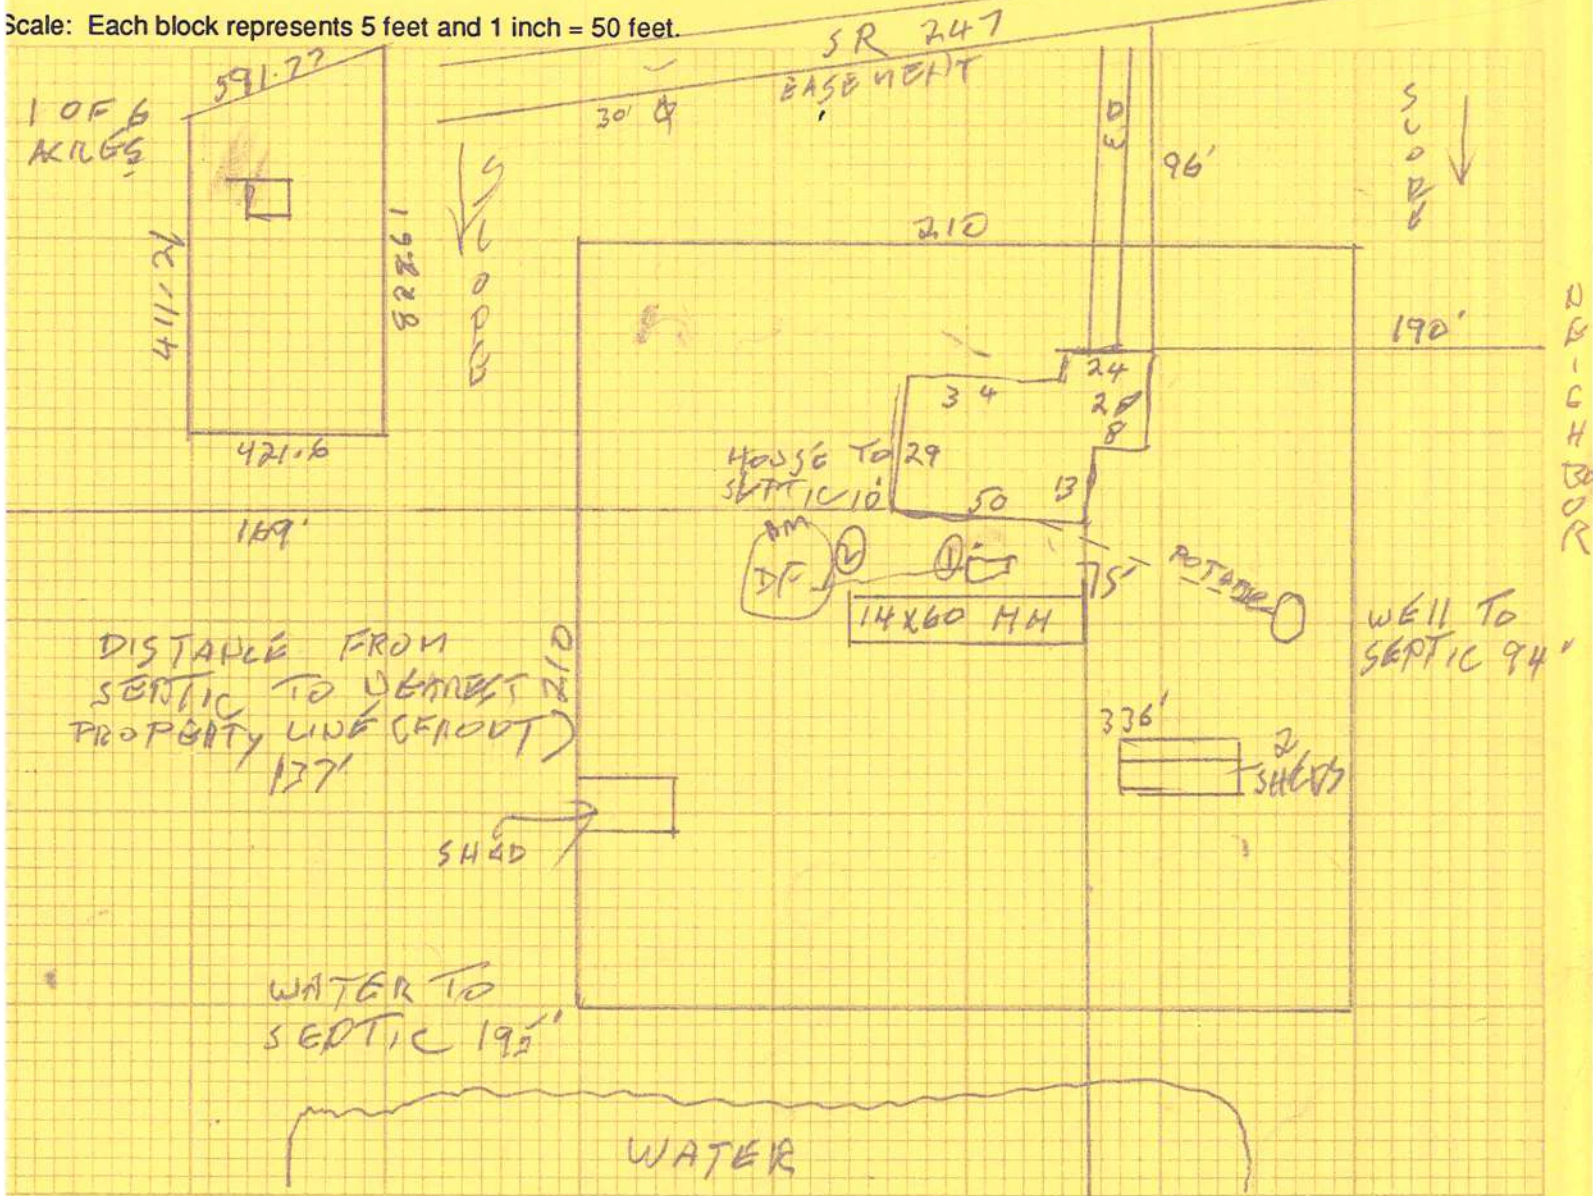 Scale: Each block represents 5 feet and 1 inch = 50 feet.
SR 247
EASEMENT
30'
591.77
1 OF 6
ACRES
421.6
169'
SLOPE
SLOPE
96'
210
190'
NEIGHBOR
24
34
28
8
HOUSE TO
SEPTIC 10'
29
50
13
BM
DF
2
1
14X60 MH
75'
POTABLE
WELL TO
SEPTIC 94'
DISTANCE FROM
SEPTIC TO NEAREST
PROPERTY LINE (FRONT)
137'
210
336'
2
SHEDS
SHED
WATER TO
SEPTIC 195'
WATER